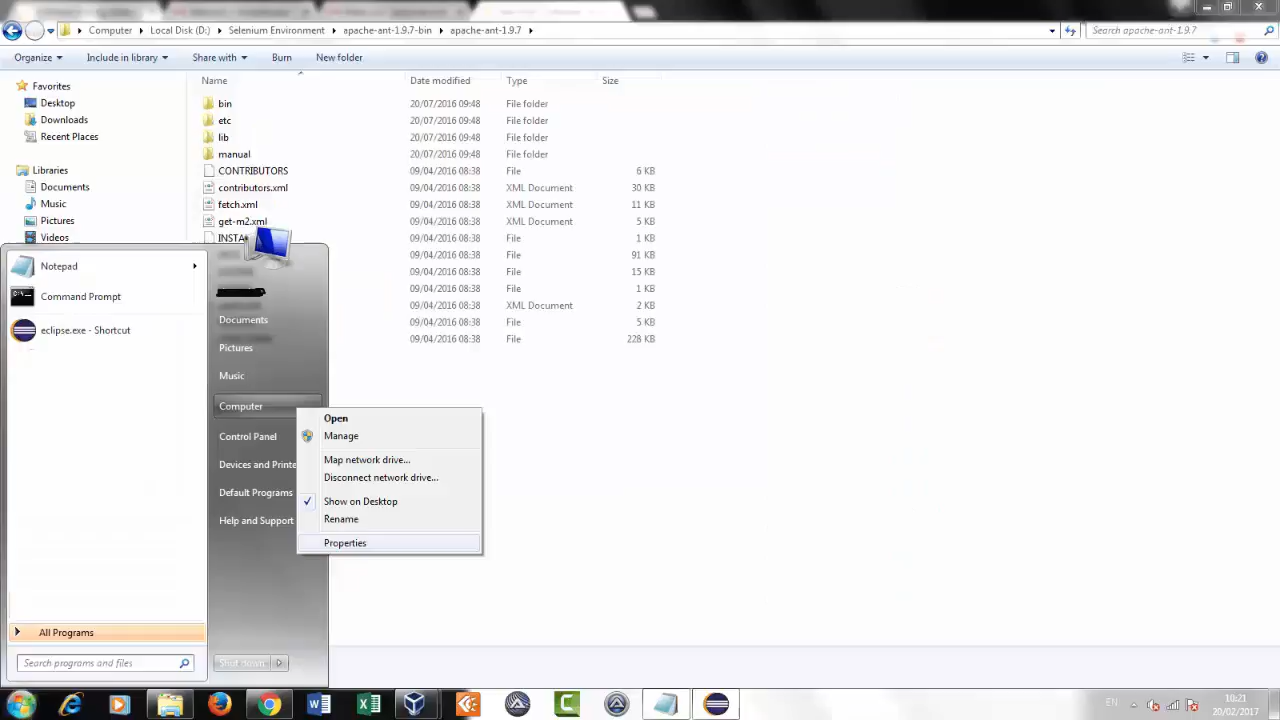 Computer Local Disk (D:) Selenium Environment apache-ant-1.9.7-bin apache-ant-1.9.7
Search apache-ant-1.9.7
Organize Include in library Share with Burn New folder
Name Date modified Type Size
Favorites
Desktop
Downloads
Recent Places
Libraries
Documents
Music
Pictures
Videos
bin 20/07/2016 09:48 File folder
etc 20/07/2016 09:48 File folder
lib 20/07/2016 09:48 File folder
manual 20/07/2016 09:48 File folder
CONTRIBUTORS 09/04/2016 08:38 File 6 KB
contributors.xml 09/04/2016 08:38 XML Document 30 KB
fetch.xml 09/04/2016 08:38 XML Document 11 KB
get-m2.xml 09/04/2016 08:38 XML Document 5 KB
INSTA 09/04/2016 08:38 File 1 KB
09/04/2016 08:38 File 91 KB
09/04/2016 08:38 File 15 KB
09/04/2016 08:38 File 1 KB
09/04/2016 08:38 XML Document 2 KB
09/04/2016 08:38 File 5 KB
09/04/2016 08:38 File 228 KB
Notepad
Command Prompt
eclipse.exe - Shortcut
All Programs
Search programs and files
Documents
Pictures
Music
Computer
Control Panel
Devices and Printe
Default Programs
Help and Support
Shut down
Open
Manage
Map network drive...
Disconnect network drive...
Show on Desktop
Rename
Properties
EN
10:21
20/02/2017